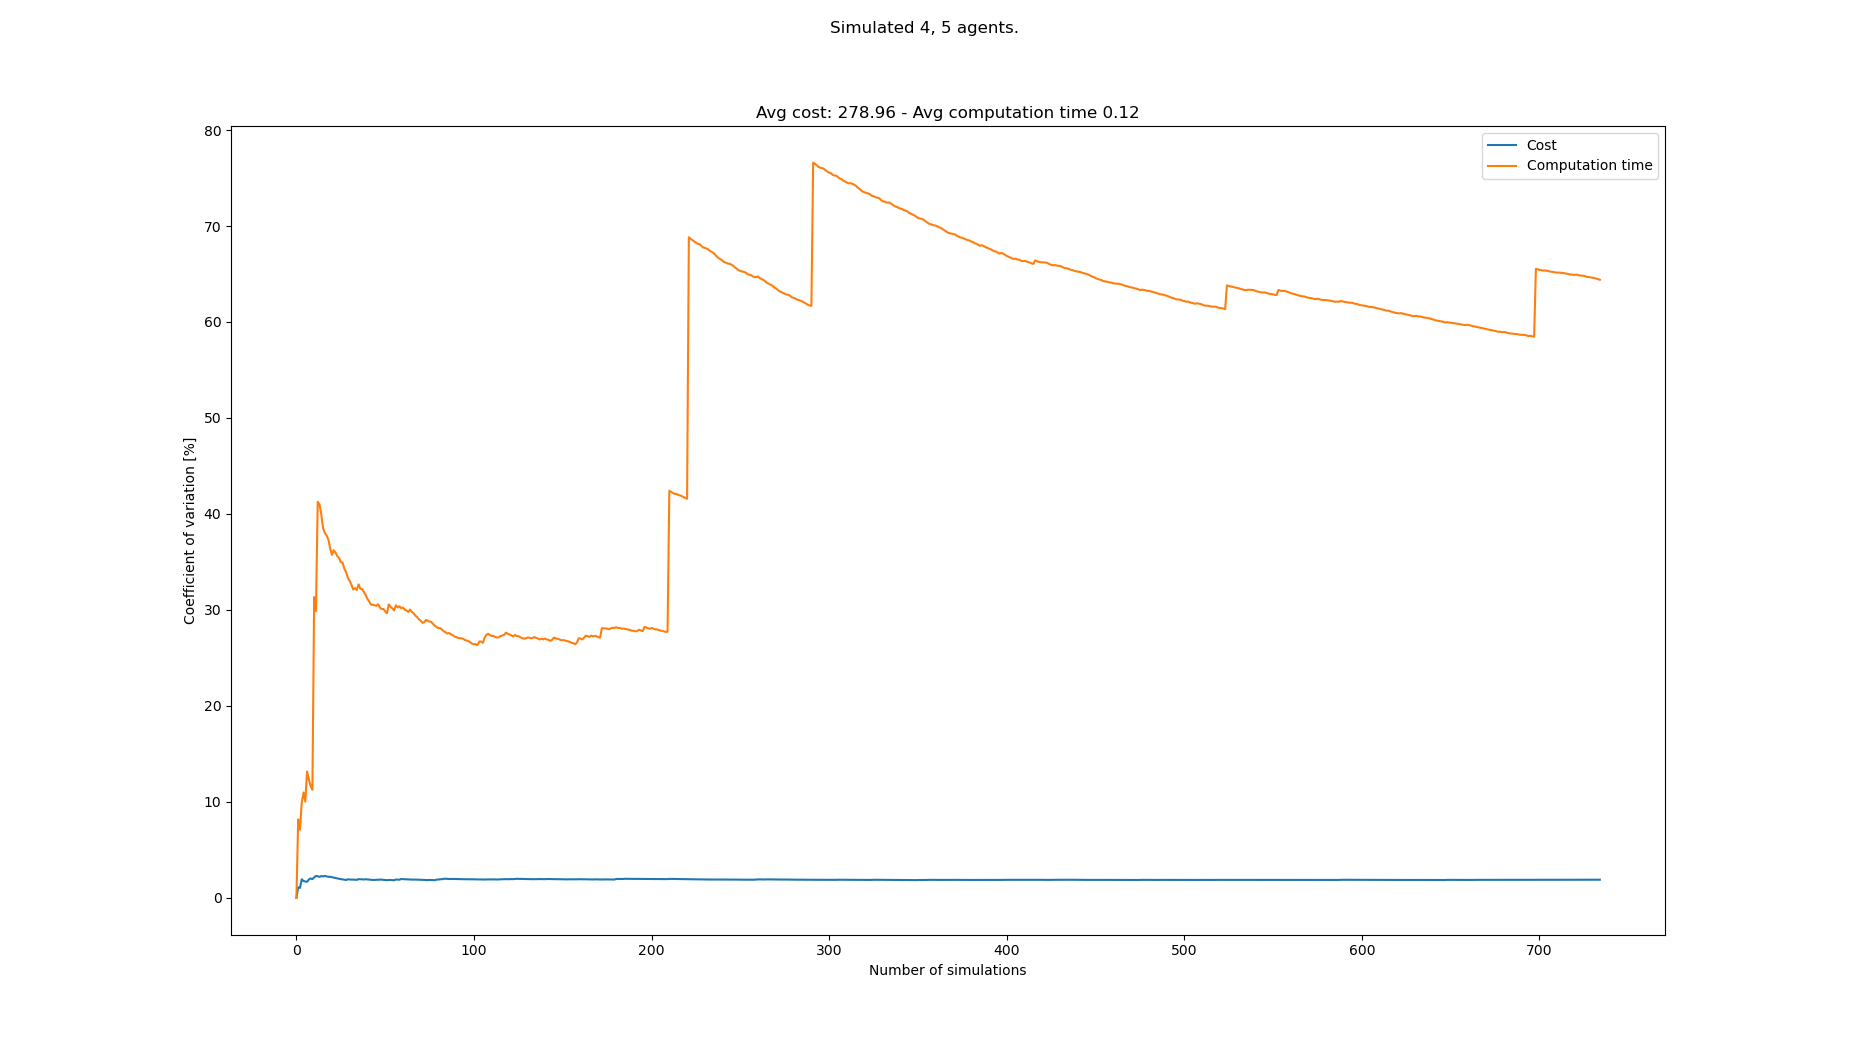 Simulated 4, 5 agents.
Avg cost: 278.96 - Avg computation time 0.12
Cost
Computation time
Coefficient of variation [%]
80
70
60
50
40
30
20
10
0
0 100 200 300 400 500 600 700
Number of simulations